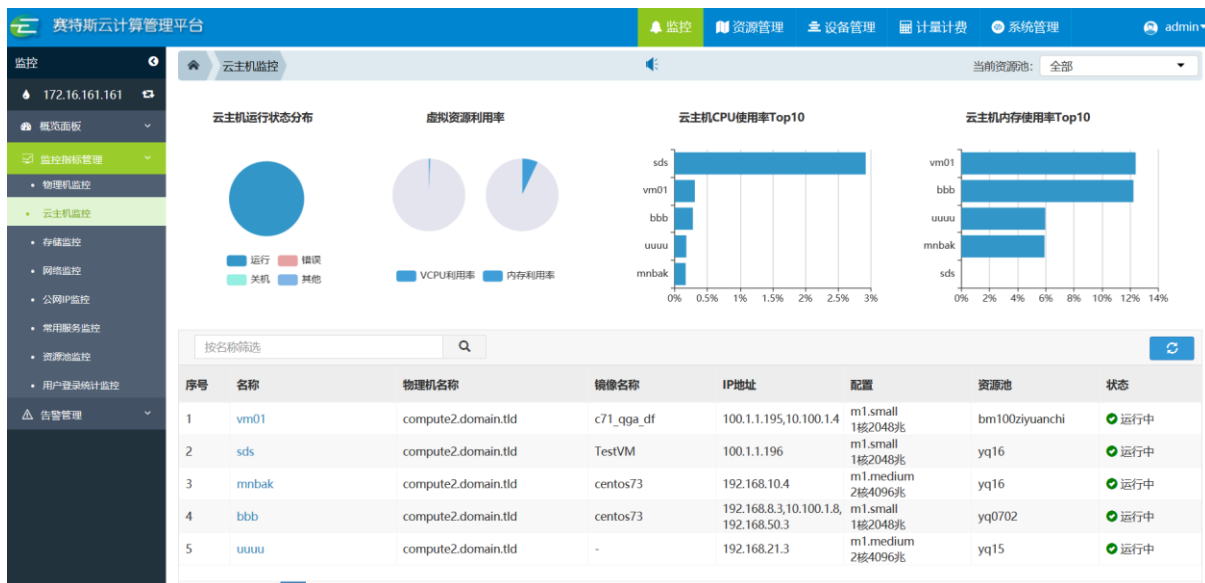 赛特斯云计算管理平台
监控 资源管理 设备管理 计量计费 系统管理 admin
监控
172.16.161.161
概览面板
监控指标管理
物理机监控
云主机监控
存储监控
网络监控
公网IP监控
常用服务监控
资源池监控
用户登录统计监控
告警管理
云主机监控
当前资源池: 全部
云主机运行状态分布
运行 错误
关机 其他
虚拟资源利用率
VCPU利用率 内存利用率
云主机CPU使用率Top10
sds
vm01
bbb
uuuu
mnbak
0% 0.5% 1% 1.5% 2% 2.5% 3%
云主机内存使用率Top10
vm01
bbb
uuuu
mnbak
sds
0% 2% 4% 6% 8% 10% 12% 14%
按名称筛选
序号 名称 物理机名称 镜像名称 IP地址 配置 资源池 状态
1 vm01 compute2.domain.tld c71_qga_df 100.1.1.195,10.100.1.4 m1.small bm100ziyuanchi 运行中
1核2048兆
2 sds compute2.domain.tld TestVM 100.1.1.196 m1.small yq16 运行中
1核2048兆
3 mnbak compute2.domain.tld centos73 192.168.10.4 m1.medium yq16 运行中
2核4096兆
4 bbb compute2.domain.tld centos73 192.168.8.3,10.100.1.8, m1.small yq0702 运行中
192.168.50.3 1核2048兆
5 uuuu compute2.domain.tld - 192.168.21.3 m1.medium yq15 运行中
2核4096兆